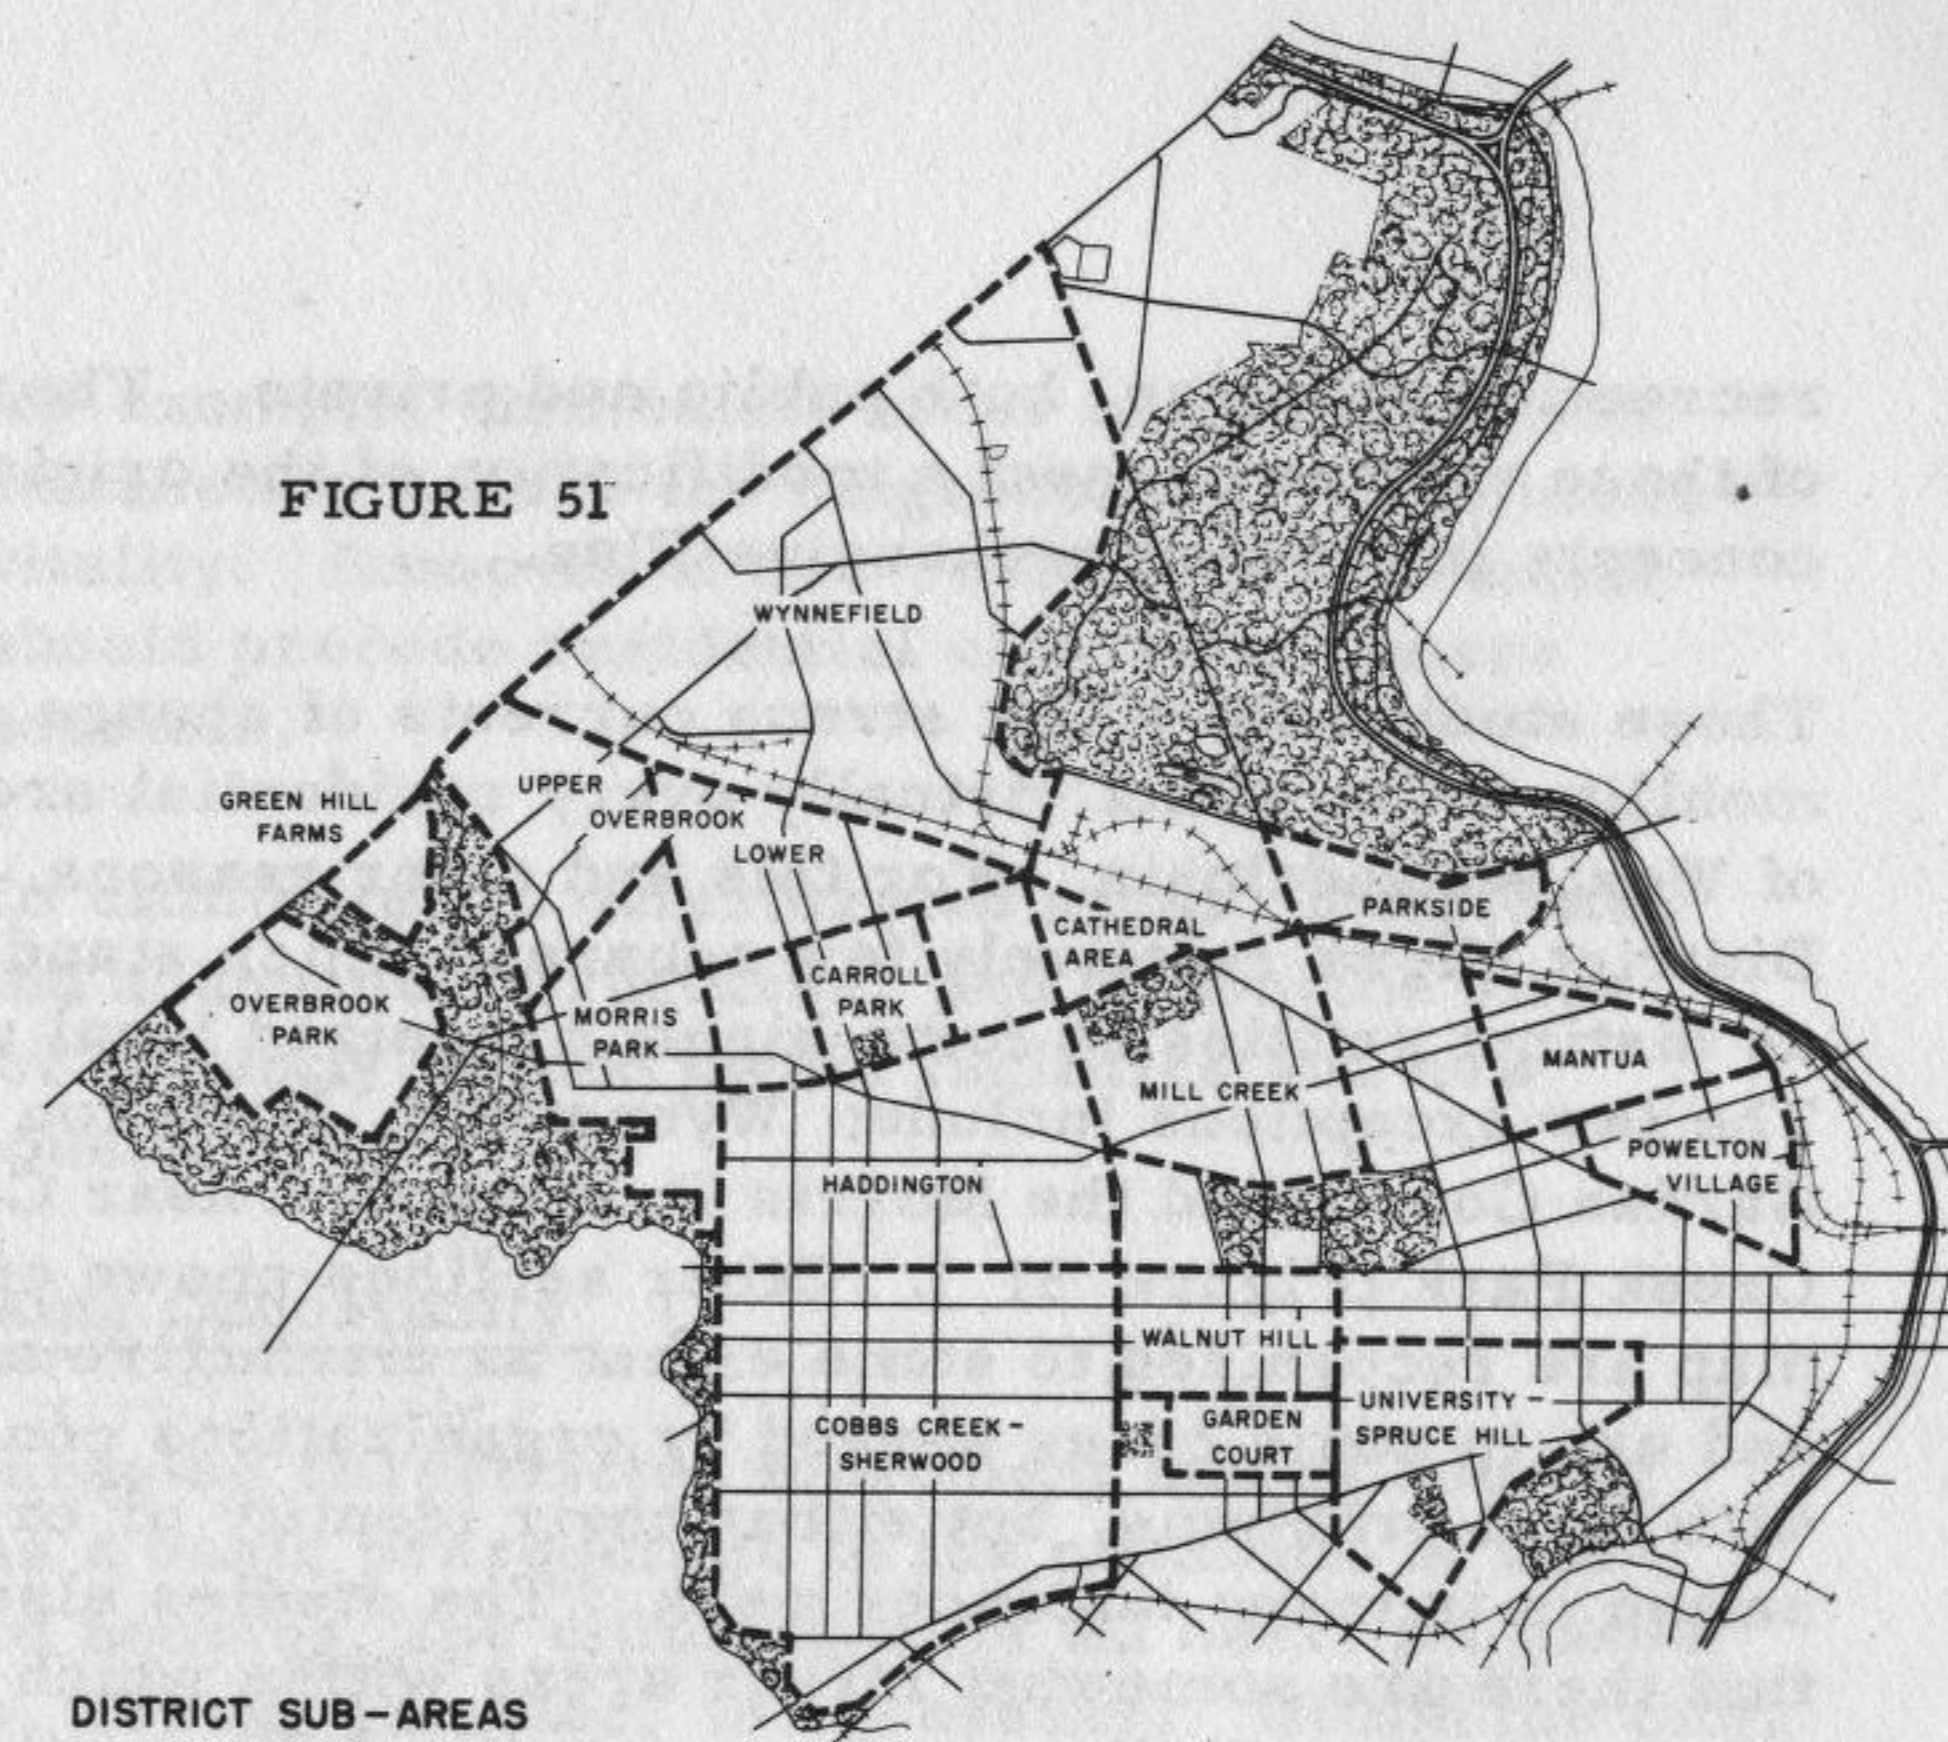 FIGURE 51
WYNNEFIELD
GREEN HILL
FARMS
UPPER
OVERBROOK
LOWER
PARKSIDE
CATHEDRAL
AREA
CARROLL
PARK
OVERBROOK
PARK
MORRIS
PARK
MANTUA
MILL CREEK
POWELTON
VILLAGE
HADDINGTON
WALNUT HILL
UNIVERSITY -
SPRUCE HILL
GARDEN
COURT
COBBS CREEK -
SHERWOOD
DISTRICT SUB-AREAS